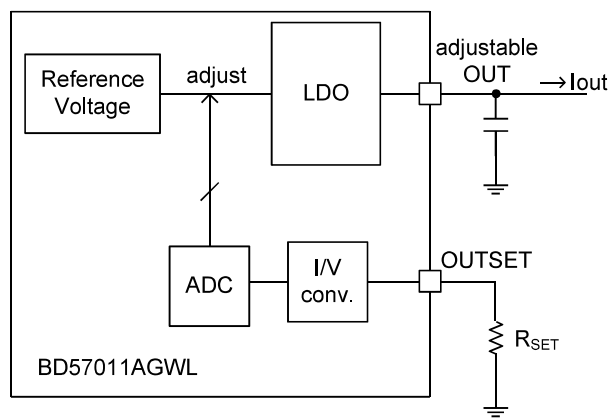 Reference
Voltage
adjust
LDO
adjustable
OUT
→ Iout
ADC
I/V
conv.
OUTSET
RSET
BD57011AGWL